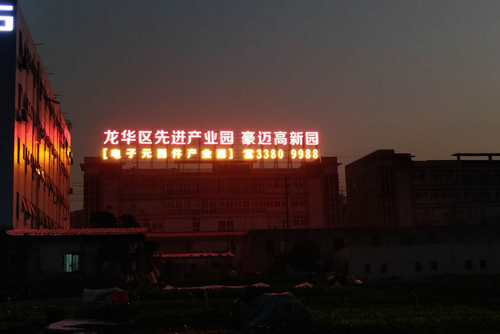 G
龙华区先进产业园 豪迈高新园
【电子元器件产业园】 ☎3380 9988